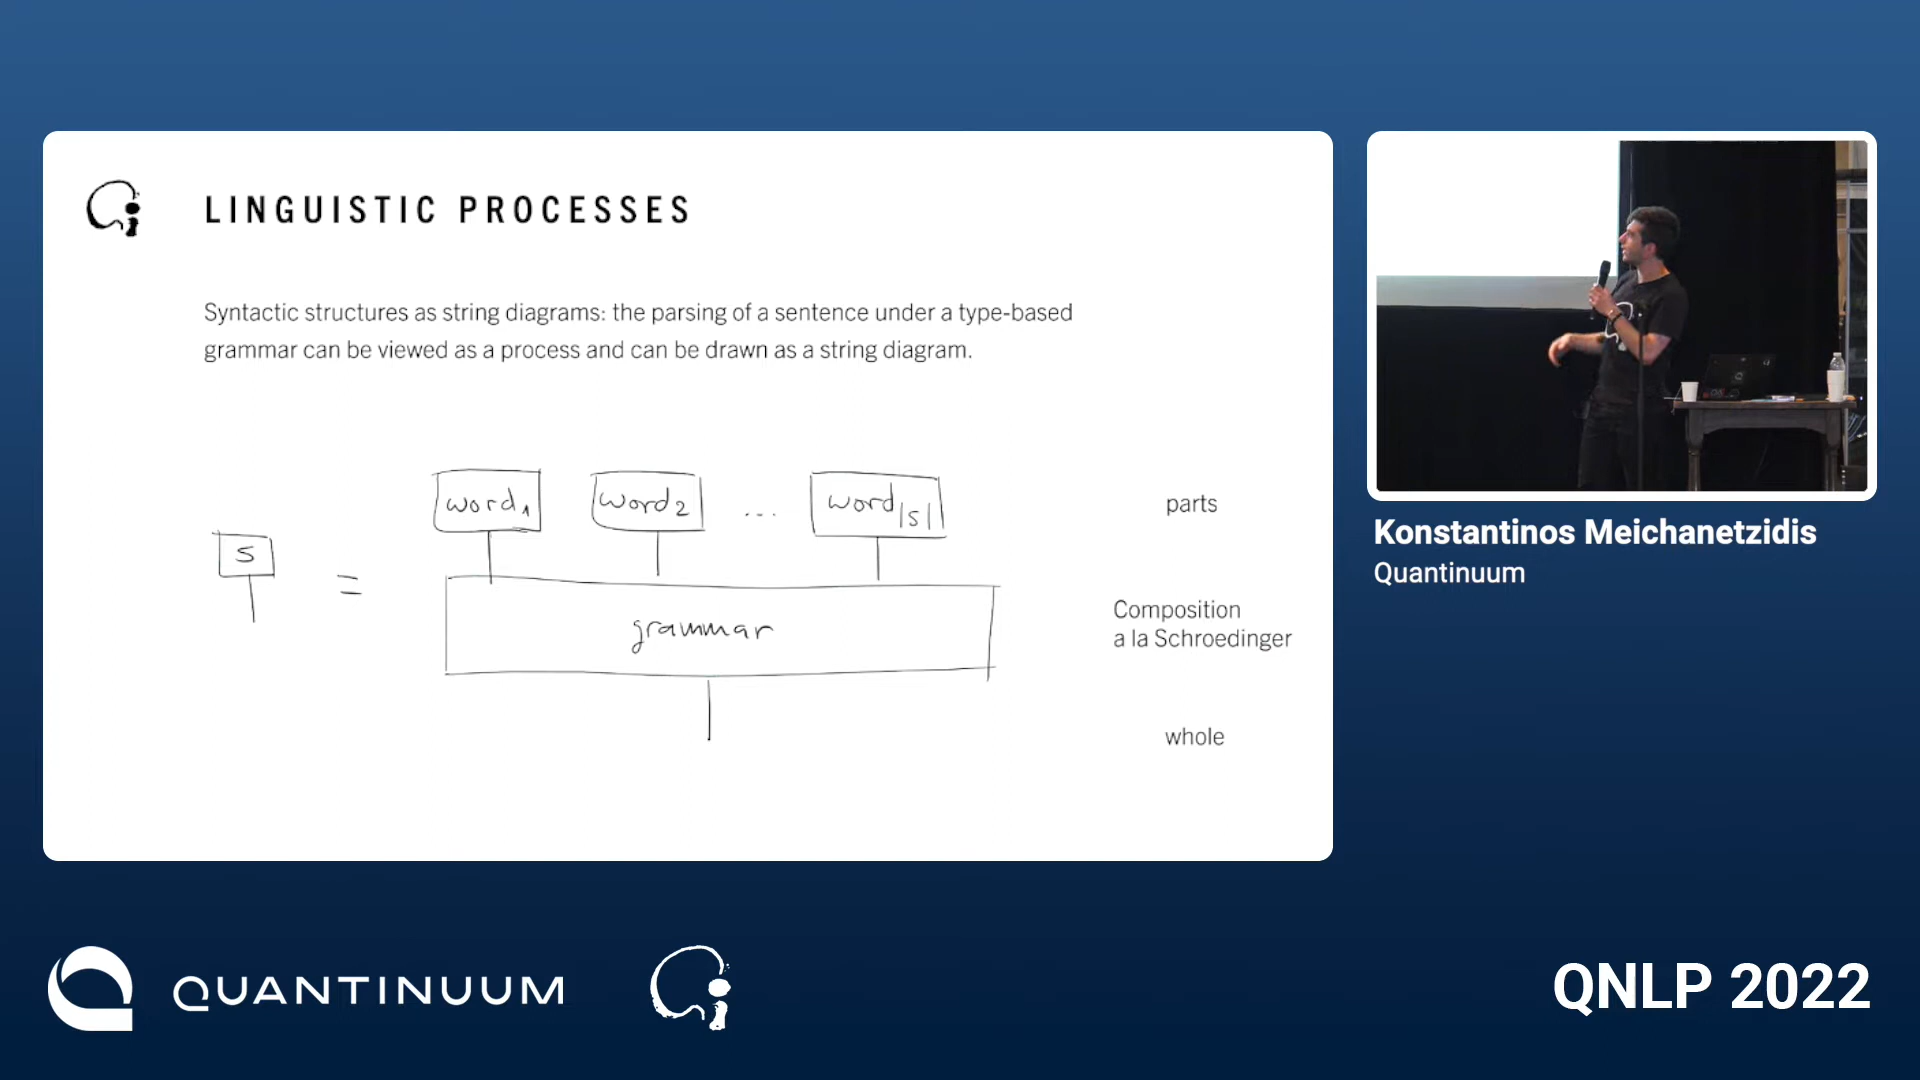 LINGUISTIC PROCESSES
Syntactic structures as string diagrams: the parsing of a sentence under a type-based
grammar can be viewed as a process and can be drawn as a string diagram.
word1 word2 ... word|s|
parts
s =
grammar
Composition
a la Schroedinger
whole
Konstantinos Meichanetzidis
Quantinuum
QUANTINUUM
QNLP 2022